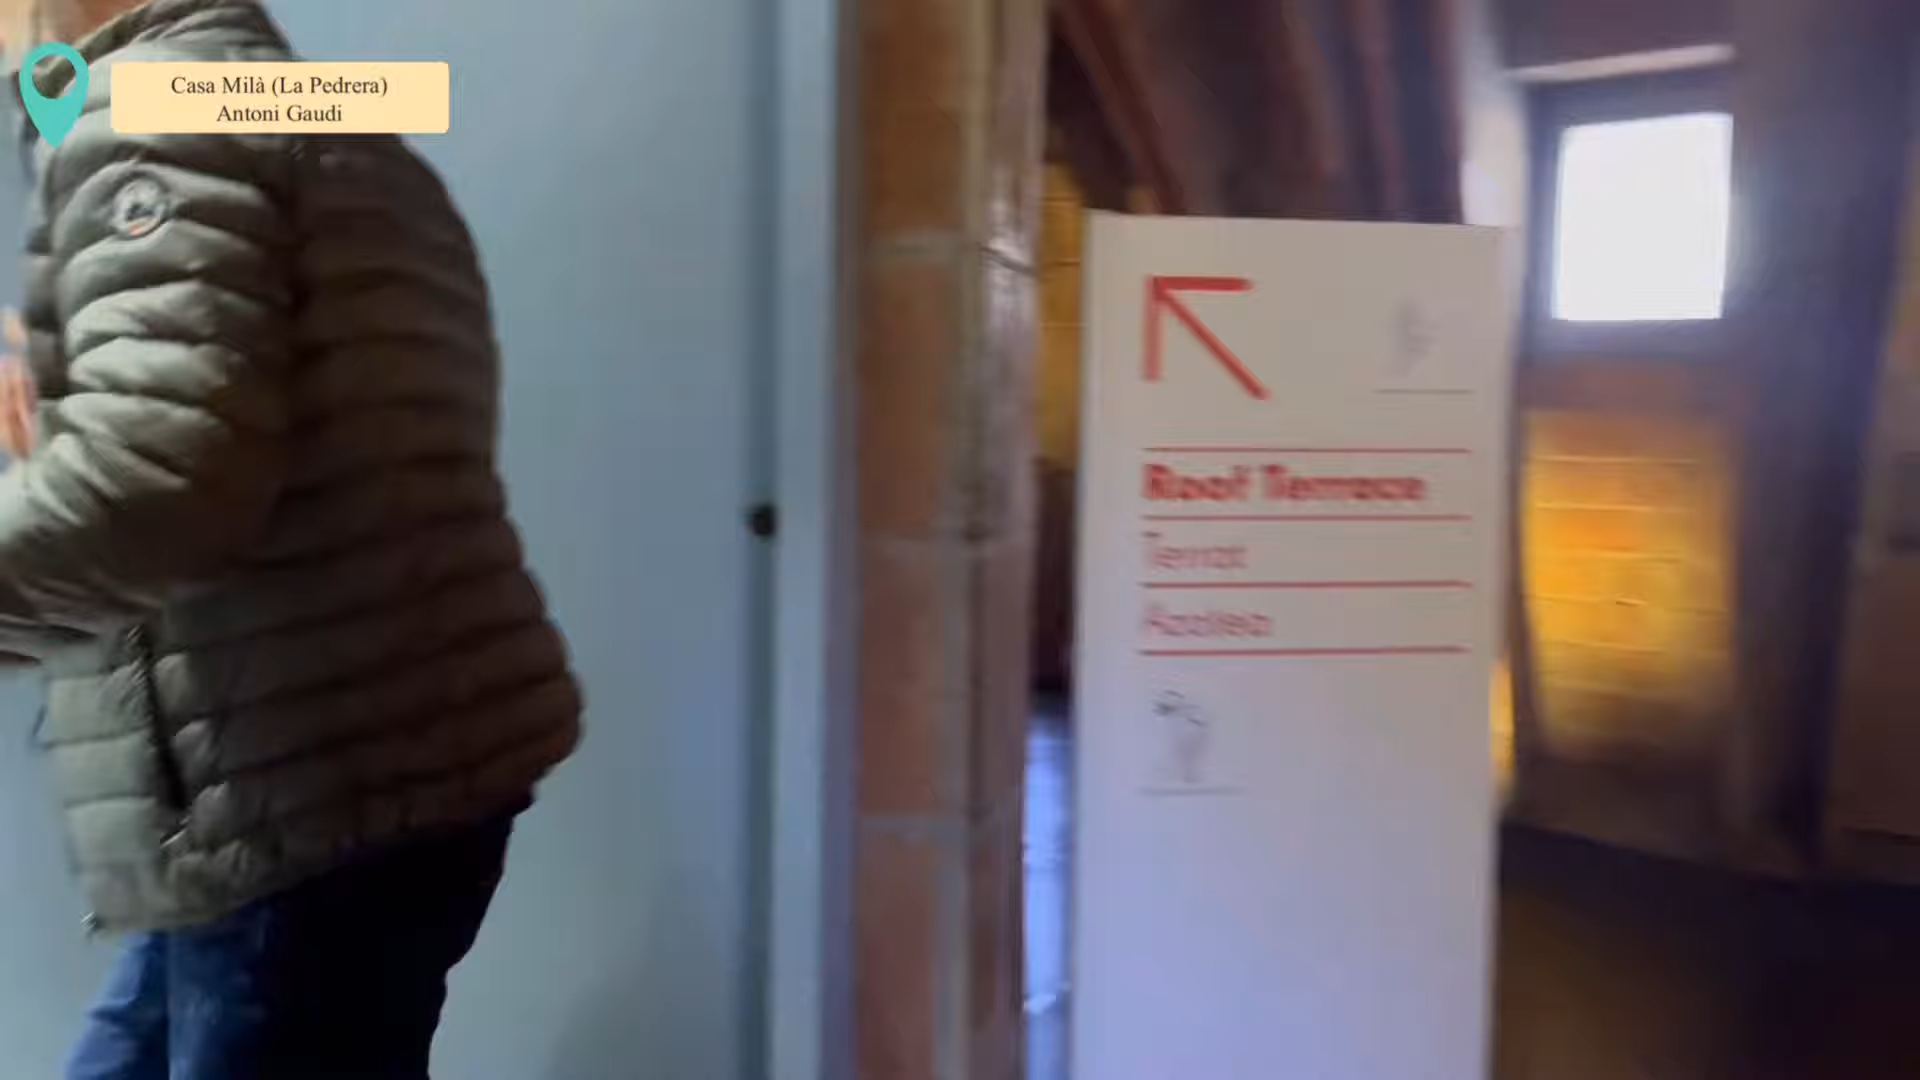 Casa Milà (La Pedrera)
Antoni Gaudi
Roof Terrace
Terrat
Azotea